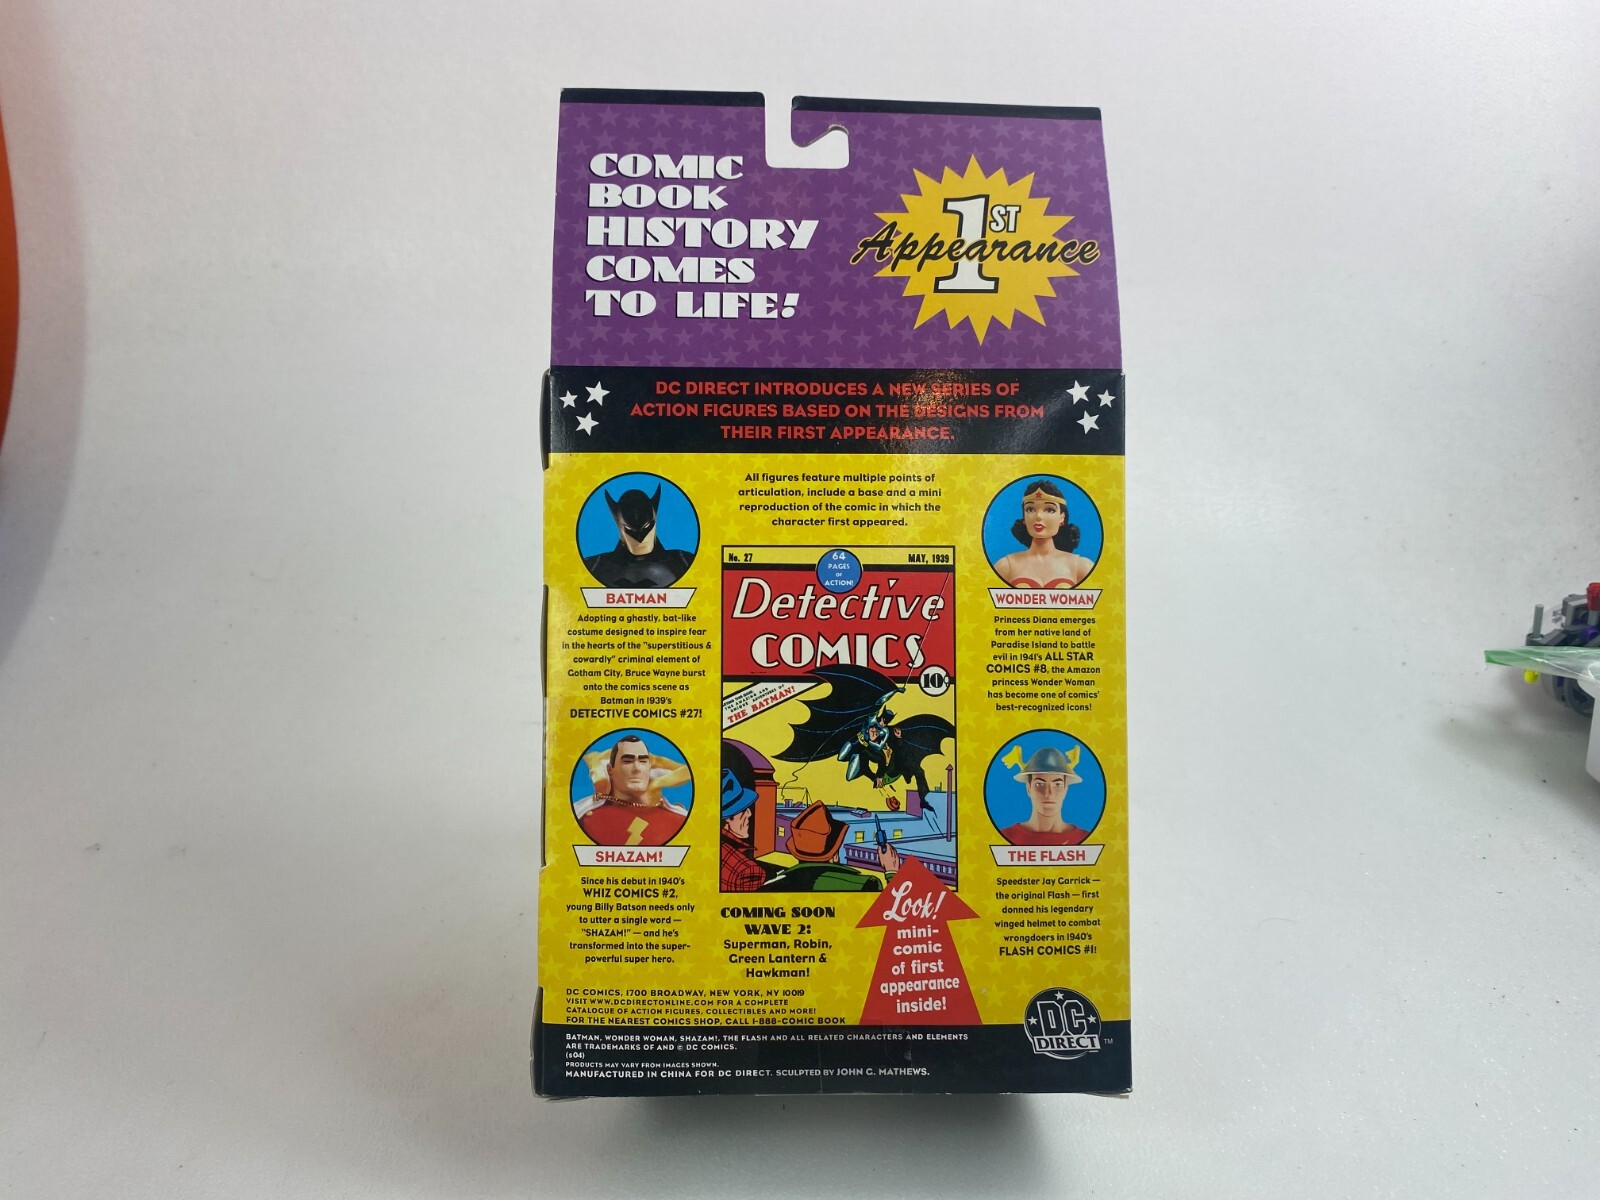 COMIC
BOOK
HISTORY
COMES
TO LIFE!
1ST
Appearance
DC DIRECT INTRODUCES A NEW SERIES OF
ACTION FIGURES BASED ON THE DESIGNS FROM
THEIR FIRST APPEARANCE.
All figures feature multiple points of
articulation, include a base and a mini
reproduction of the comic in which the
character first appeared.
BATMAN
Adopting a ghastly, bat-like
costume designed to inspire fear
in the hearts of the "superstitious &
cowardly" criminal element of
Gotham City, Bruce Wayne burst
onto the comics scene as
Batman in 1939's
DETECTIVE COMICS #27!
WONDER WOMAN
Princess Diana emerges
from her native land of
Paradise Island to battle
evil in 1941's ALL STAR
COMICS #8, the Amazon
princess Wonder Woman
has become one of comics'
best-recognized icons!
No. 27
64
PAGES
OF
ACTION!
MAY, 1939
Detective
COMICS
10¢
THE BATMAN!
SHAZAM!
Since his debut in 1940's
WHIZ COMICS #2,
young Billy Batson needs only
to utter a single word —
"SHAZAM!" — and he's
transformed into the super-
powerful super hero.
THE FLASH
Speedster Jay Garrick —
the original Flash — first
donned his legendary
winged helmet to combat
wrongdoers in 1940's
FLASH COMICS #1!
COMING SOON
WAVE 2:
Superman, Robin,
Green Lantern &
Hawkman!
Look!
mini-
comic
of first
appearance
inside!
DC COMICS, 1700 BROADWAY, NEW YORK, NY 10019
VISIT WWW.DCDIRECTONLINE.COM FOR A COMPLETE
CATALOGUE OF ACTION FIGURES, COLLECTIBLES AND MORE!
FOR THE NEAREST COMICS SHOP, CALL 1-888-COMIC BOOK
DC
DIRECT
TM
BATMAN, WONDER WOMAN, SHAZAM!, THE FLASH AND ALL RELATED CHARACTERS AND ELEMENTS
ARE TRADEMARKS OF AND © DC COMICS.
(s04)
PRODUCTS MAY VARY FROM IMAGES SHOWN.
MANUFACTURED IN CHINA FOR DC DIRECT. SCULPTED BY JOHN G. MATHEWS.